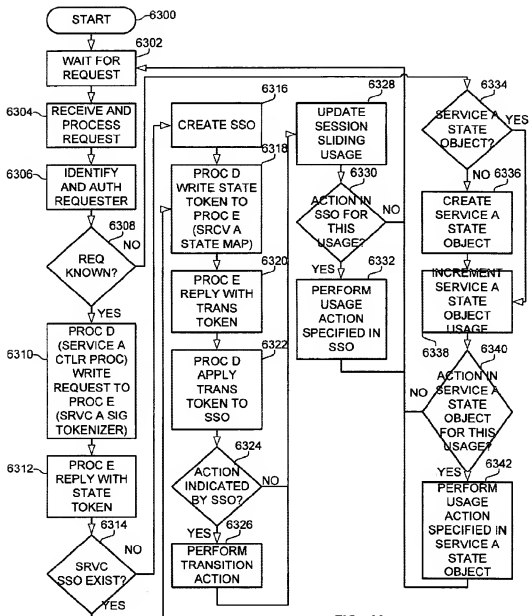 START
6300
6302
WAIT FOR
REQUEST
6304
RECEIVE AND
PROCESS
REQUEST
6306
IDENTIFY
AND AUTH
REQUESTER
6308
REQ
KNOWN?
NO
YES
6310
PROC D
(SERVICE A
CTLR PROC)
WRITE
REQUEST TO
PROC E
(SRVC A SIG
TOKENIZER)
6312
PROC E
REPLY WITH
STATE
TOKEN
6314
SRVC
SSO EXIST?
NO
YES
6316
CREATE SSO
6318
PROC D
WRITE STATE
TOKEN TO
PROC E
(SRCV A
STATE MAP)
6320
PROC E
REPLY WITH
TRANS
TOKEN
6322
PROC D
APPLY
TRANS
TOKEN TO
SSO
6324
ACTION
INDICATED
BY SSO?
NO
YES
6326
PERFORM
TRANSITION
ACTION
6328
UPDATE
SESSION
SLIDING
USAGE
6330
ACTION IN
SSO FOR
THIS
USAGE?
NO
YES
6332
PERFORM
USAGE
ACTION
SPECIFIED IN
SSO
6334
SERVICE A
STATE
OBJECT?
YES
NO
6336
CREATE
SERVICE A
STATE
OBJECT
INCREMENT
SERVICE A
STATE
OBJECT
USAGE
6338
6340
ACTION IN
SERVICE A
STATE
OBJECT
FOR THIS
USAGE?
NO
YES
6342
PERFORM
USAGE
ACTION
SPECIFIED IN
SERVICE A
STATE
OBJECT